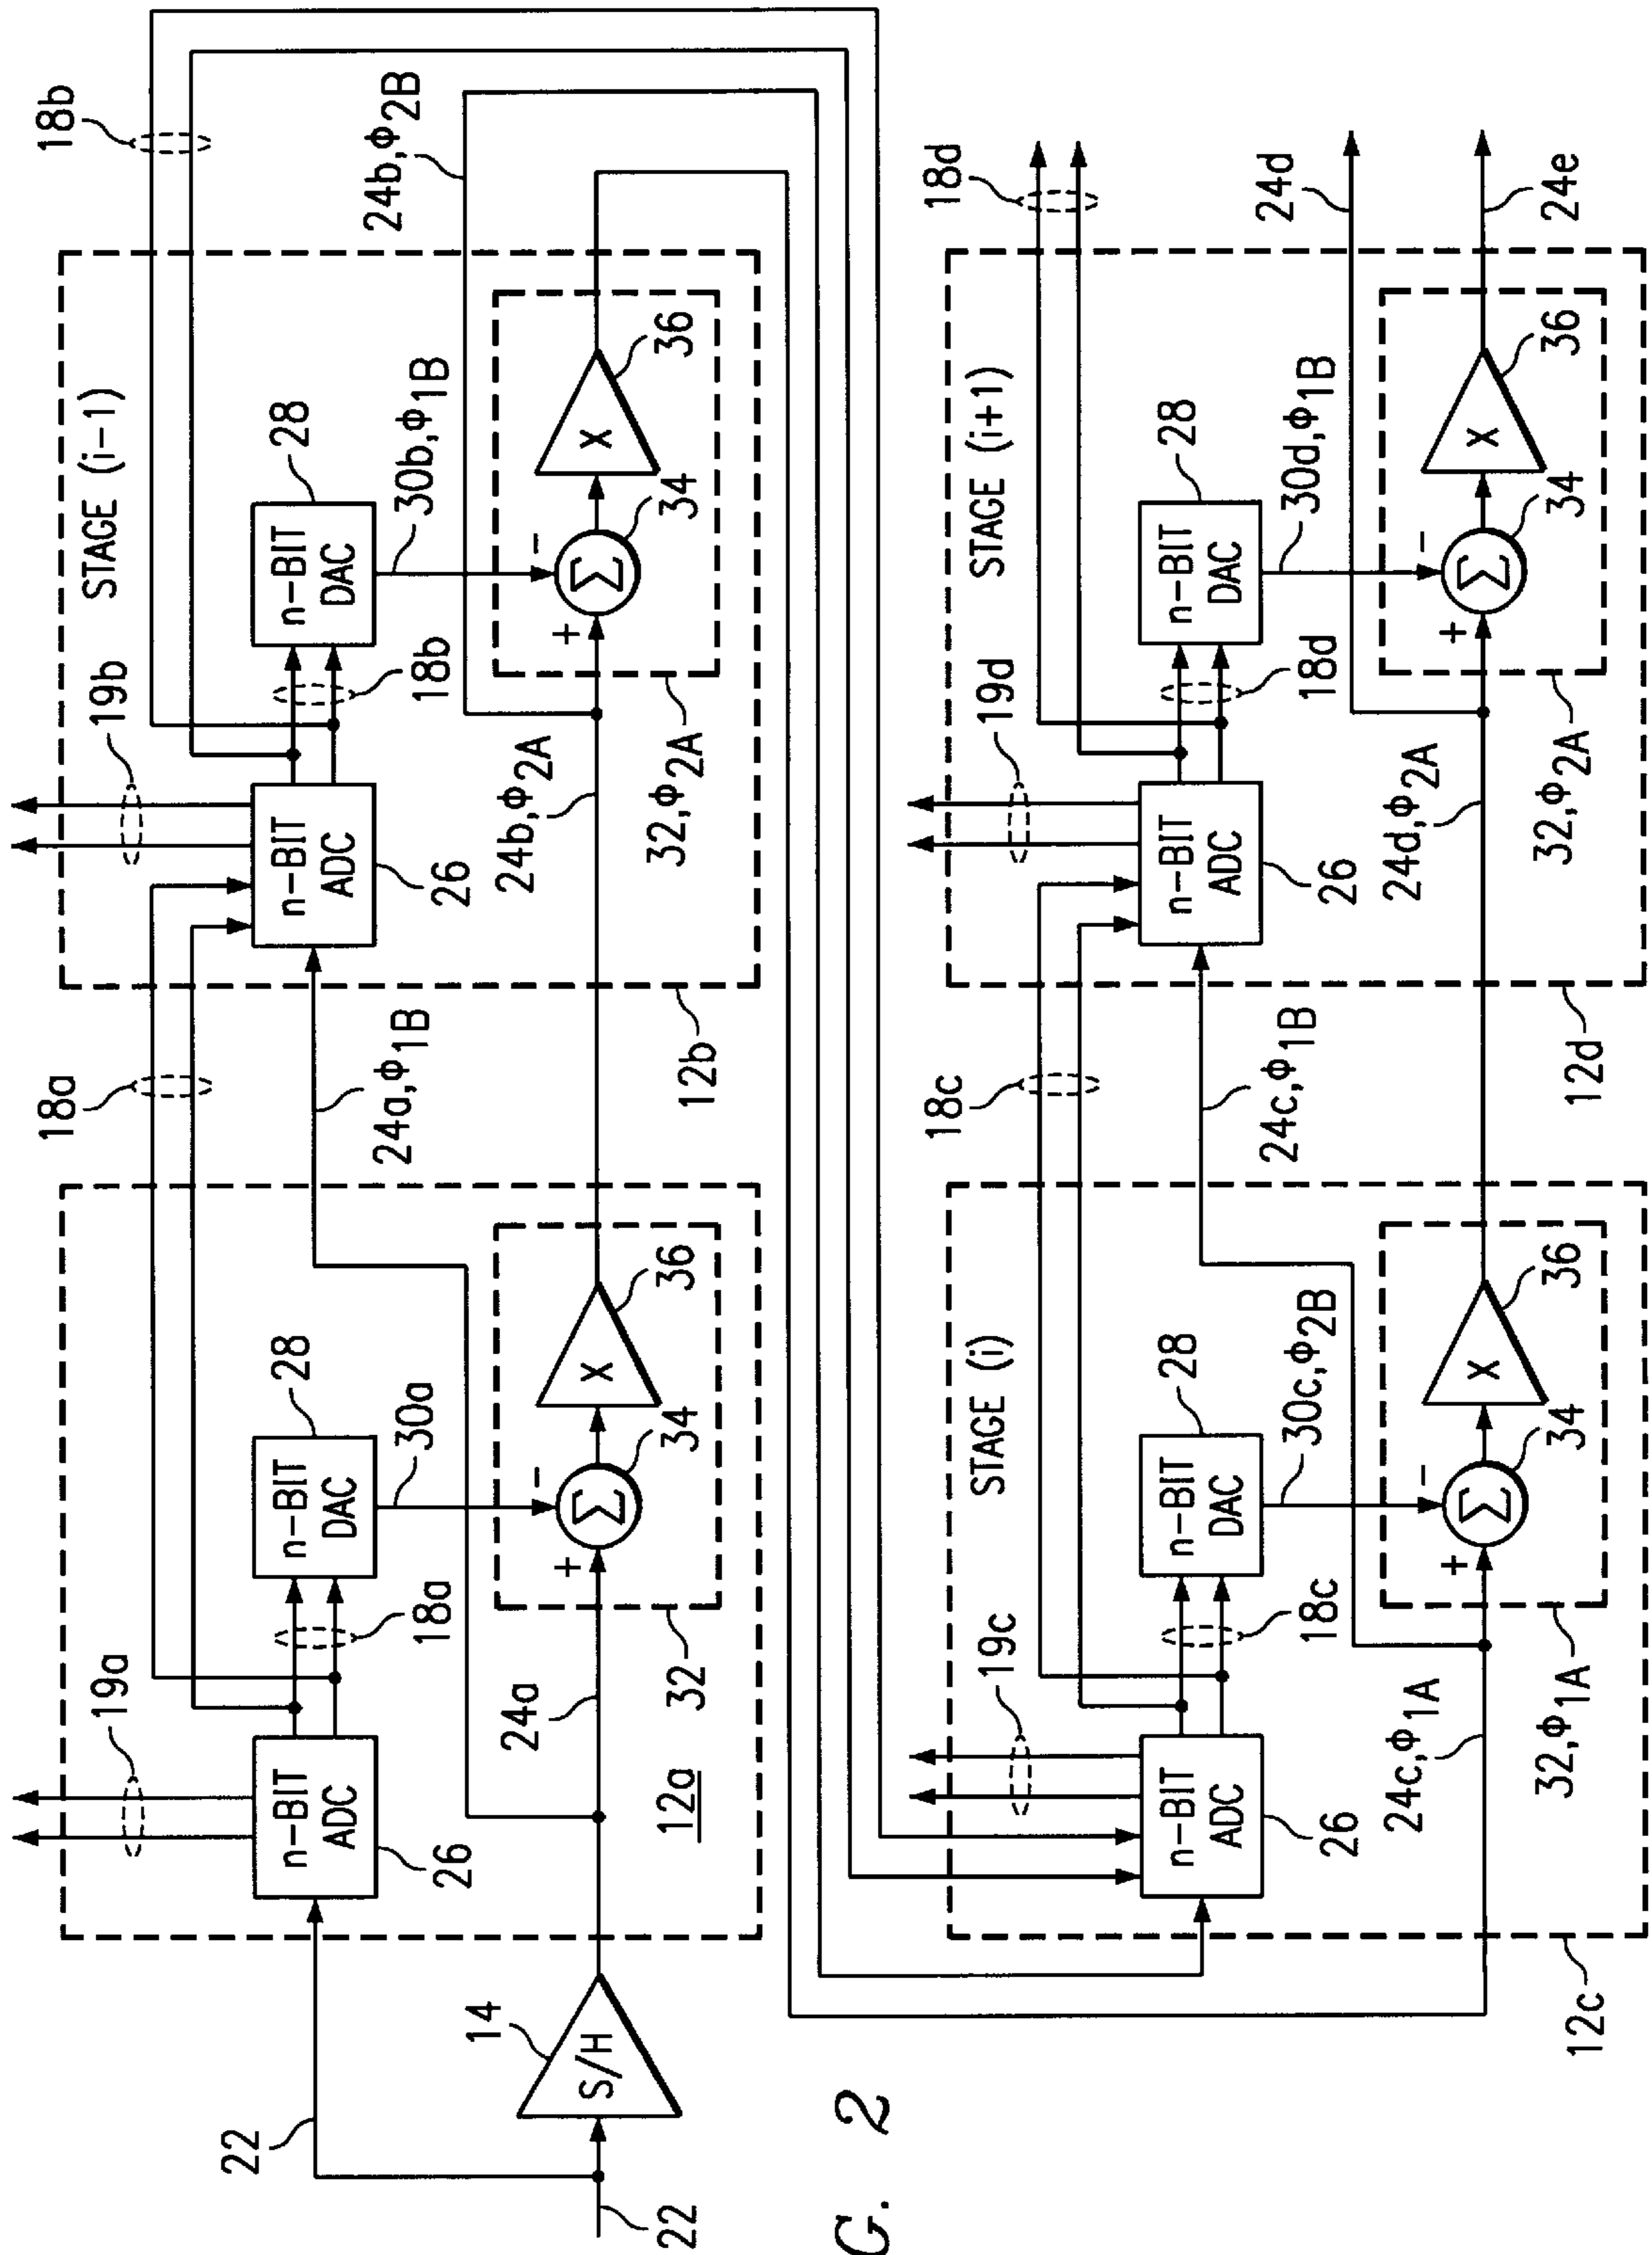 18b
18a
19b
STAGE (i-1)
19a
n-BIT
ADC
26
18a
n-BIT
DAC
28
30a
n-BIT
ADC
26
18b
n-BIT
DAC
28
30b,Φ1B
24b,Φ2B
22
14
S/H
22
12a
24a
+
-
Σ
34
X
36
32
24a,Φ1B
12b
24b,Φ2A
+
-
Σ
34
X
36
32,Φ2A
G. 2
STAGE (i)
19c
18c
STAGE (i+1)
19d
18d
n-BIT
ADC
26
18c
n-BIT
DAC
28
30c,Φ2B
24c,Φ1B
n-BIT
ADC
26
18d
n-BIT
DAC
28
30d,Φ1B
24d
12c
24c,Φ1A
+
-
Σ
34
X
36
32,Φ1A
12d
24d,Φ2A
+
-
Σ
34
X
36
32,Φ2A
24e